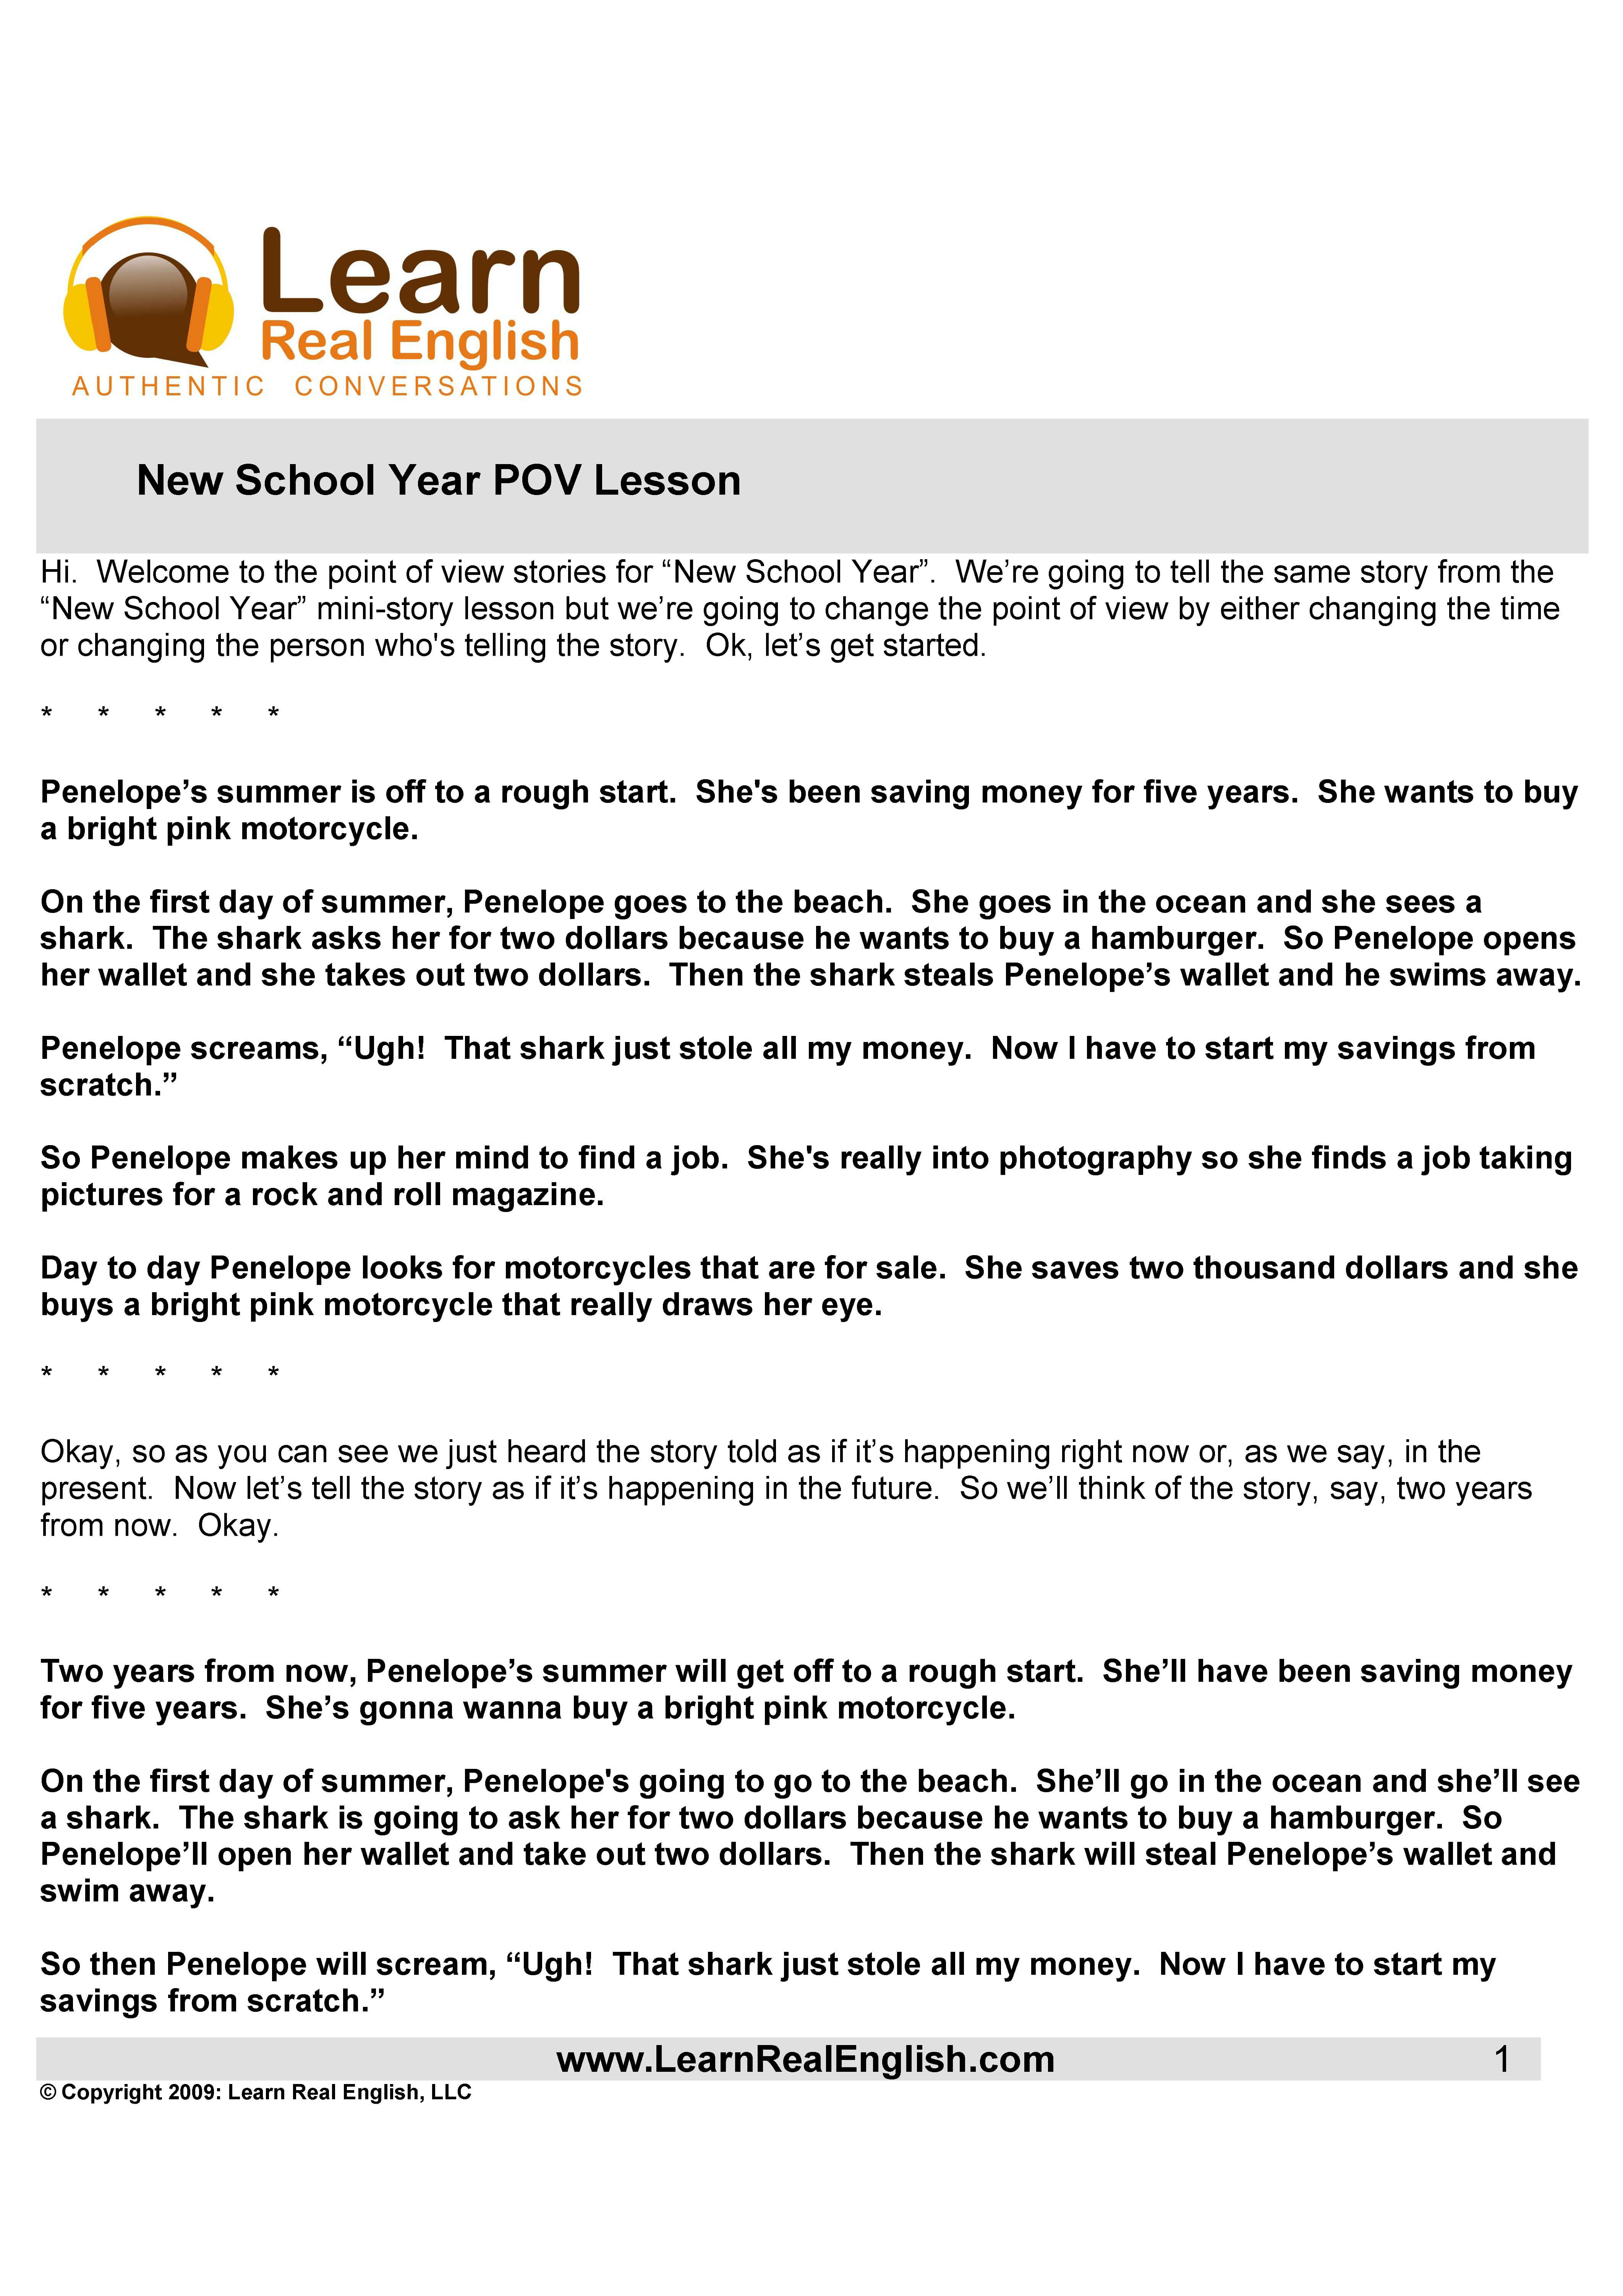 Learn
Real English
AUTHENTIC CONVERSATIONS
New School Year POV Lesson
Hi.  Welcome to the point of view stories for “New School Year”.  We’re going to tell the same story from the
“New School Year” mini-story lesson but we’re going to change the point of view by either changing the time
or changing the person who's telling the story.  Ok, let’s get started.
* * * * *
Penelope’s summer is off to a rough start.  She's been saving money for five years.  She wants to buy
a bright pink motorcycle.
On the first day of summer, Penelope goes to the beach.  She goes in the ocean and she sees a
shark.  The shark asks her for two dollars because he wants to buy a hamburger.  So Penelope opens
her wallet and she takes out two dollars.  Then the shark steals Penelope’s wallet and he swims away.
Penelope screams, “Ugh!  That shark just stole all my money.  Now I have to start my savings from
scratch.”
So Penelope makes up her mind to find a job.  She's really into photography so she finds a job taking
pictures for a rock and roll magazine.
Day to day Penelope looks for motorcycles that are for sale.  She saves two thousand dollars and she
buys a bright pink motorcycle that really draws her eye.
* * * * *
Okay, so as you can see we just heard the story told as if it’s happening right now or, as we say, in the
present.  Now let’s tell the story as if it’s happening in the future.  So we’ll think of the story, say, two years
from now.  Okay.
* * * * *
Two years from now, Penelope’s summer will get off to a rough start.  She’ll have been saving money
for five years.  She’s gonna wanna buy a bright pink motorcycle.
On the first day of summer, Penelope's going to go to the beach.  She’ll go in the ocean and she’ll see
a shark.  The shark is going to ask her for two dollars because he wants to buy a hamburger.  So
Penelope’ll open her wallet and take out two dollars.  Then the shark will steal Penelope’s wallet and
swim away.
So then Penelope will scream, “Ugh!  That shark just stole all my money.  Now I have to start my
savings from scratch.”
www.LearnRealEnglish.com 1
© Copyright 2009: Learn Real English, LLC